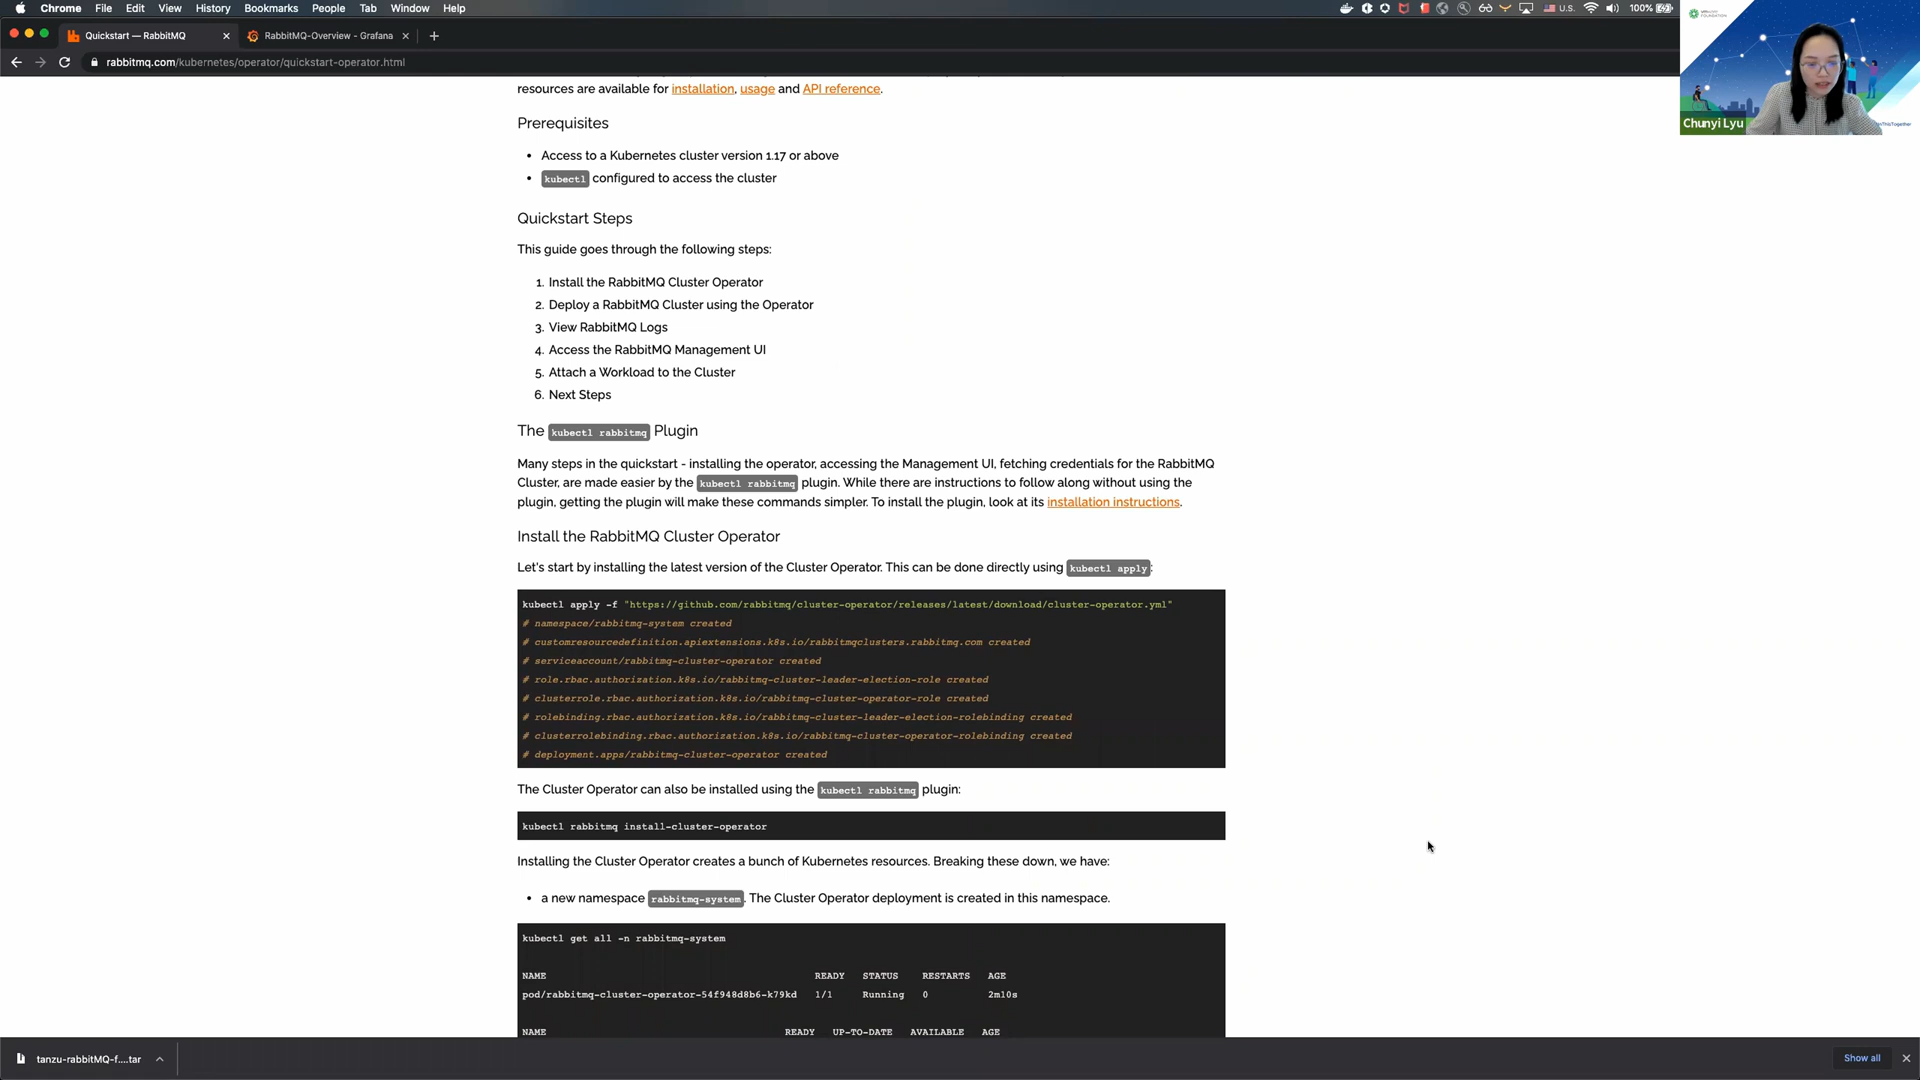 Chrome File Edit View History Bookmarks People Tab Window Help U.S. 100%
Quickstart — RabbitMQ RabbitMQ-Overview - Grafana
rabbitmq.com/kubernetes/operator/quickstart-operator.html
resources are available for installation, usage and API reference.
Prerequisites
• Access to a Kubernetes cluster version 1.17 or above
• kubectl configured to access the cluster
Chunyi Lyu
Quickstart Steps
This guide goes through the following steps:
1. Install the RabbitMQ Cluster Operator
2. Deploy a RabbitMQ Cluster using the Operator
3. View RabbitMQ Logs
4. Access the RabbitMQ Management UI
5. Attach a Workload to the Cluster
6. Next Steps
The kubectl rabbitmq Plugin
Many steps in the quickstart - installing the operator, accessing the Management UI, fetching credentials for the RabbitMQ
Cluster, are made easier by the kubectl rabbitmq plugin. While there are instructions to follow along without using the
plugin, getting the plugin will make these commands simpler. To install the plugin, look at its installation instructions.
Install the RabbitMQ Cluster Operator
Let's start by installing the latest version of the Cluster Operator. This can be done directly using kubectl apply:
kubectl apply -f "https://github.com/rabbitmq/cluster-operator/releases/latest/download/cluster-operator.yml"
# namespace/rabbitmq-system created
# customresourcedefinition.apiextensions.k8s.io/rabbitmqclusters.rabbitmq.com created
# serviceaccount/rabbitmq-cluster-operator created
# role.rbac.authorization.k8s.io/rabbitmq-cluster-leader-election-role created
# clusterrole.rbac.authorization.k8s.io/rabbitmq-cluster-operator-role created
# rolebinding.rbac.authorization.k8s.io/rabbitmq-cluster-leader-election-rolebinding created
# clusterrolebinding.rbac.authorization.k8s.io/rabbitmq-cluster-operator-rolebinding created
# deployment.apps/rabbitmq-cluster-operator created
The Cluster Operator can also be installed using the kubectl rabbitmq plugin:
kubectl rabbitmq install-cluster-operator
Installing the Cluster Operator creates a bunch of Kubernetes resources. Breaking these down, we have:
• a new namespace rabbitmq-system. The Cluster Operator deployment is created in this namespace.
kubectl get all -n rabbitmq-system
NAME READY STATUS RESTARTS AGE
pod/rabbitmq-cluster-operator-54f948d8b6-k79kd 1/1 Running 0 2m10s
NAME READY UP-TO-DATE AVAILABLE AGE
tanzu-rabbitMQ-f....tar Show all